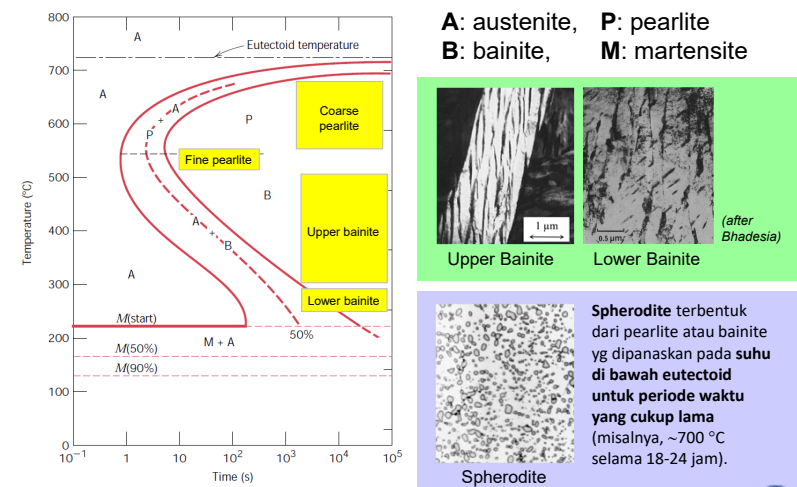 A: austenite, P: pearlite
B: bainite, M: martensite
800
700
600
500
400
300
200
100
0
Temperature (°C)
A
Eutectoid temperature
A
A
+
P
P
Coarse
pearlite
Fine pearlite
B
A
+
B
Upper bainite
A
Lower bainite
M(start)
50%
M + A
M(50%)
M(90%)
10⁻¹
1
10
10²
10³
10⁴
10⁵
Time (s)
1 μm
0.5 μm
(after
Bhadesia)
Upper Bainite
Lower Bainite
Spherodite terbentuk
dari pearlite atau bainite
yg dipanaskan pada suhu
di bawah eutectoid
untuk periode waktu
yang cukup lama
(misalnya, ~700 °C
selama 18-24 jam).
Spherodite